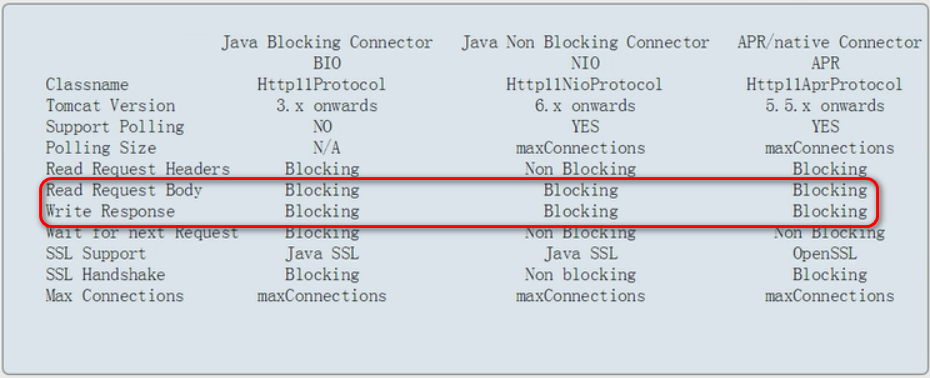 Java Blocking Connector Java Non Blocking Connector APR/native Connector
BIO NIO APR
Classname Http11Protocol Http11NioProtocol Http11AprProtocol
Tomcat Version 3.x onwards 6.x onwards 5.5.x onwards
Support Polling NO YES YES
Polling Size N/A maxConnections maxConnections
Read Request Headers Blocking Non Blocking Blocking
Read Request Body Blocking Blocking Blocking
Write Response Blocking Blocking Blocking
Wait for next Request Blocking Non Blocking Non Blocking
SSL Support Java SSL Java SSL OpenSSL
SSL Handshake Blocking Non blocking Blocking
Max Connections maxConnections maxConnections maxConnections